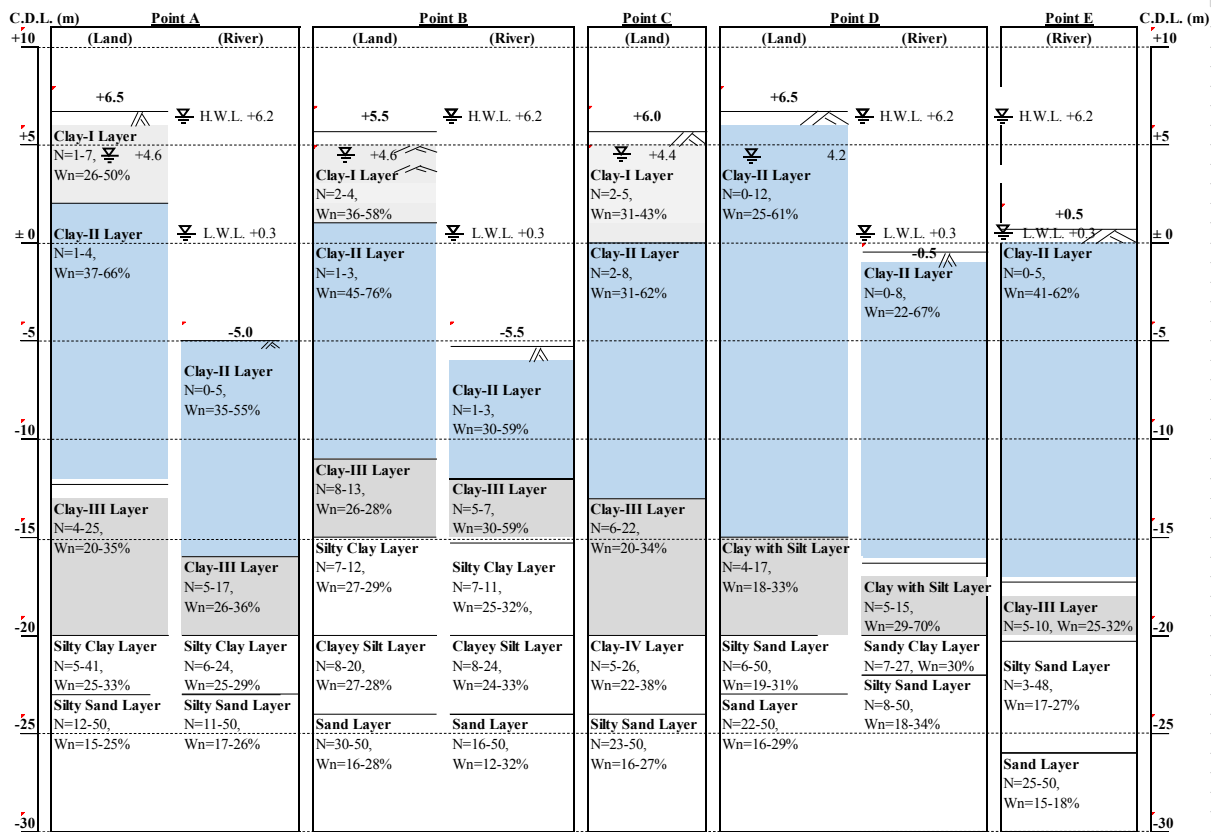 C.D.L. (m)
Point A
Point B
Point C
Point D
Point E
C.D.L. (m)
+10
(Land)
(River)
(Land)
(River)
(Land)
(Land)
(River)
(River)
+10
+5
± 0
-5
-10
-15
-20
-25
-30
+6.5
Clay-I Layer
N=1-7,
+4.6
Wn=26-50%
Clay-II Layer
N=1-4,
Wn=37-66%
Clay-III Layer
N=4-25,
Wn=20-35%
Silty Clay Layer
N=5-41,
Wn=25-33%
Silty Sand Layer
N=12-50,
Wn=15-25%
H.W.L. +6.2
L.W.L. +0.3
-5.0
Clay-II Layer
N=0-5,
Wn=35-55%
Clay-III Layer
N=5-17,
Wn=26-36%
Silty Clay Layer
N=6-24,
Wn=25-29%
Silty Sand Layer
N=11-50,
Wn=17-26%
+5.5
+4.6
Clay-I Layer
N=2-4,
Wn=36-58%
Clay-II Layer
N=1-3,
Wn=45-76%
Clay-III Layer
N=8-13,
Wn=26-28%
Silty Clay Layer
N=7-12,
Wn=27-29%
Clayey Silt Layer
N=8-20,
Wn=27-28%
Sand Layer
N=30-50,
Wn=16-28%
H.W.L. +6.2
L.W.L. +0.3
-5.5
Clay-II Layer
N=1-3,
Wn=30-59%
Clay-III Layer
N=5-7,
Wn=30-59%
Silty Clay Layer
N=7-11,
Wn=25-32%,
Clayey Silt Layer
N=8-24,
Wn=24-33%
Sand Layer
N=16-50,
Wn=12-32%
+6.0
+4.4
Clay-I Layer
N=2-5,
Wn=31-43%
Clay-II Layer
N=2-8,
Wn=31-62%
Clay-III Layer
N=6-22,
Wn=20-34%
Clay-IV Layer
N=5-26,
Wn=22-38%
Silty Sand Layer
N=23-50,
Wn=16-27%
+6.5
4.2
Clay-II Layer
N=0-12,
Wn=25-61%
Clay with Silt Layer
N=4-17,
Wn=18-33%
Silty Sand Layer
N=6-50,
Wn=19-31%
Sand Layer
N=22-50,
Wn=16-29%
H.W.L. +6.2
L.W.L. +0.3
-0.5
Clay-II Layer
N=0-8,
Wn=22-67%
Clay with Silt Layer
N=5-15,
Wn=29-70%
Sandy Clay Layer
N=7-27, Wn=30%
Silty Sand Layer
N=8-50,
Wn=18-34%
H.W.L. +6.2
+0.5
L.W.L. +0.3
Clay-II Layer
N=0-5,
Wn=41-62%
Clay-III Layer
N=5-10, Wn=25-32%
Silty Sand Layer
N=3-48,
Wn=17-27%
Sand Layer
N=25-50,
Wn=15-18%
+5
± 0
-5
-10
-15
-20
-25
-30